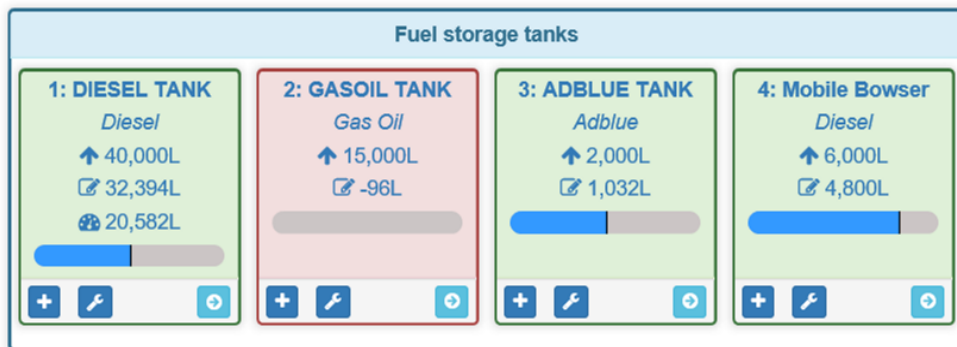 Fuel storage tanks
1: DIESEL TANK
Diesel
40,000L
32,394L
20,582L
2: GASOIL TANK
Gas Oil
15,000L
-96L
3: ADBLUE TANK
Adblue
2,000L
1,032L
4: Mobile Bowser
Diesel
6,000L
4,800L